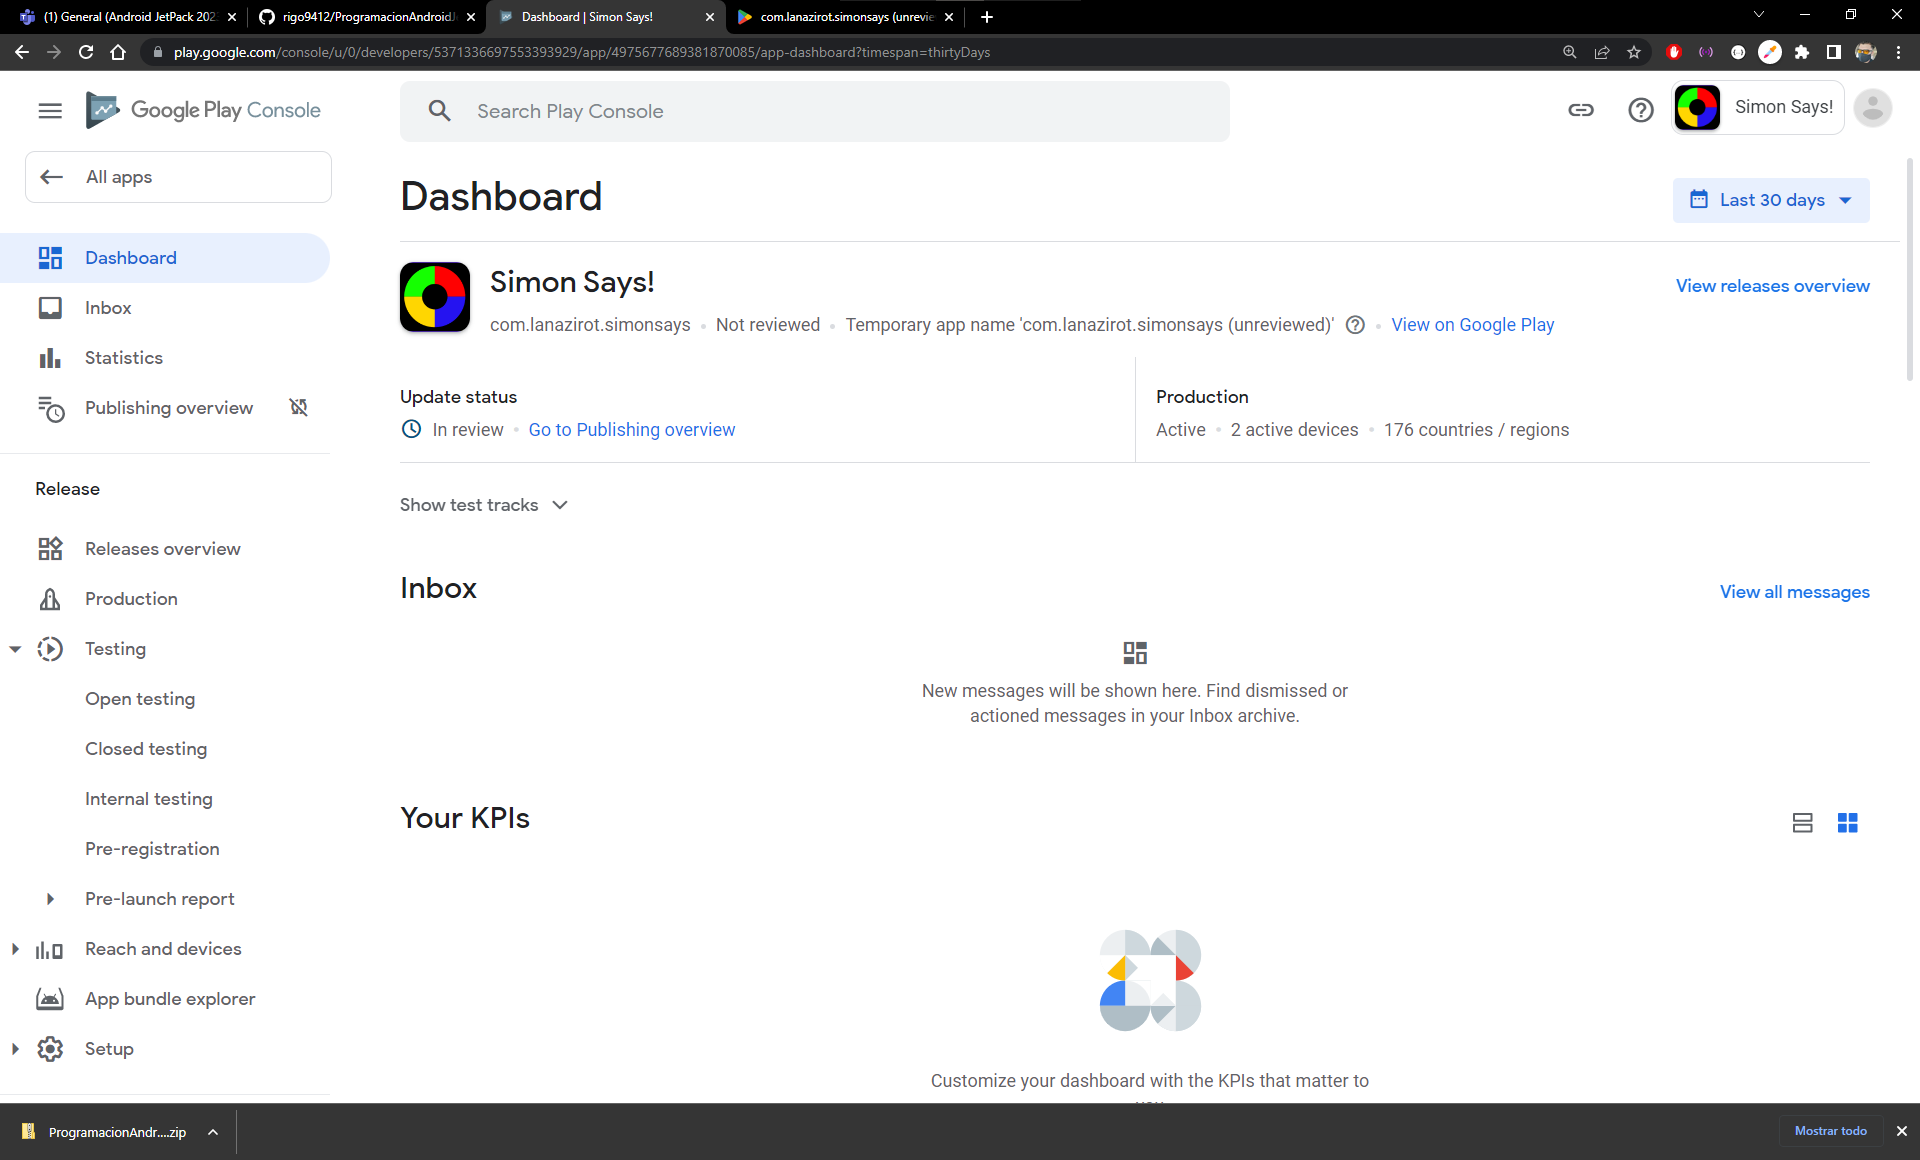 (1) General (Android JetPack 202
rigo9412/ProgramacionAndroidJ
Dashboard | Simon Says!
com.lanazirot.simonsays (unrevie
play.google.com/console/u/0/developers/5371336697553393929/app/4975677689381870085/app-dashboard?timespan=thirtyDays
Google Play Console
Search Play Console
Simon Says!
All apps
Dashboard
Inbox
Statistics
Publishing overview
Release
Releases overview
Production
Testing
Open testing
Closed testing
Internal testing
Pre-registration
Pre-launch report
Reach and devices
App bundle explorer
Setup
Dashboard
Last 30 days
Simon Says!
View releases overview
com.lanazirot.simonsays • Not reviewed • Temporary app name 'com.lanazirot.simonsays (unreviewed)' • View on Google Play
Update status
In review • Go to Publishing overview
Production
Active • 2 active devices • 176 countries / regions
Show test tracks
Inbox
View all messages
New messages will be shown here. Find dismissed or
actioned messages in your Inbox archive.
Your KPIs
Customize your dashboard with the KPIs that matter to
ProgramacionAndr....zip
Mostrar todo